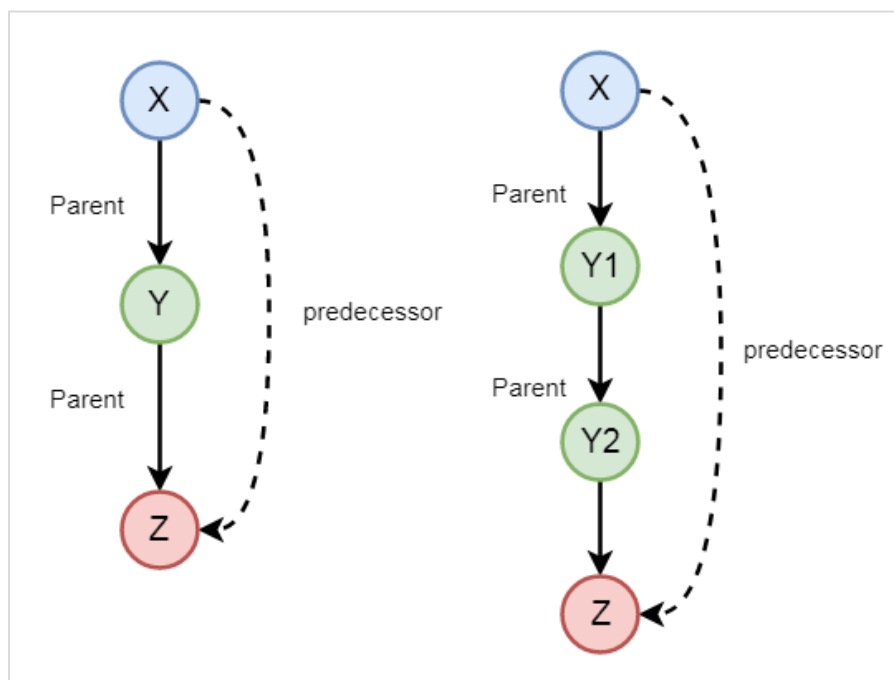 X
Parent
Y
predecessor
Parent
Z
X
Parent
Y1
predecessor
Parent
Y2
Z